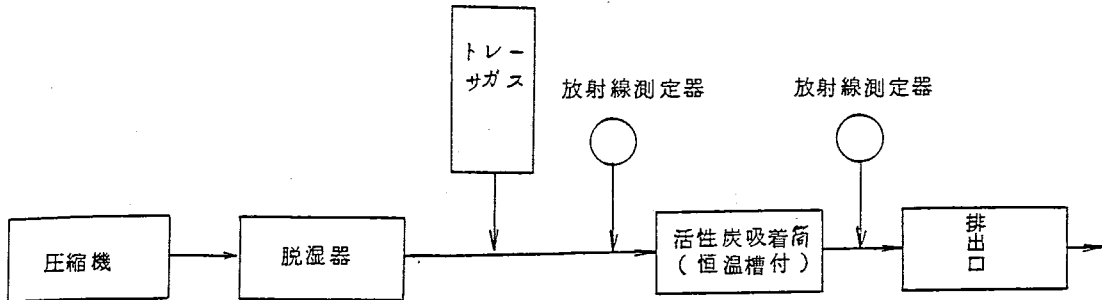 トレー
サガス
放射線測定器
放射線測定器
圧縮機
脱湿器
活性炭吸着筒
(恒温槽付)
排出口